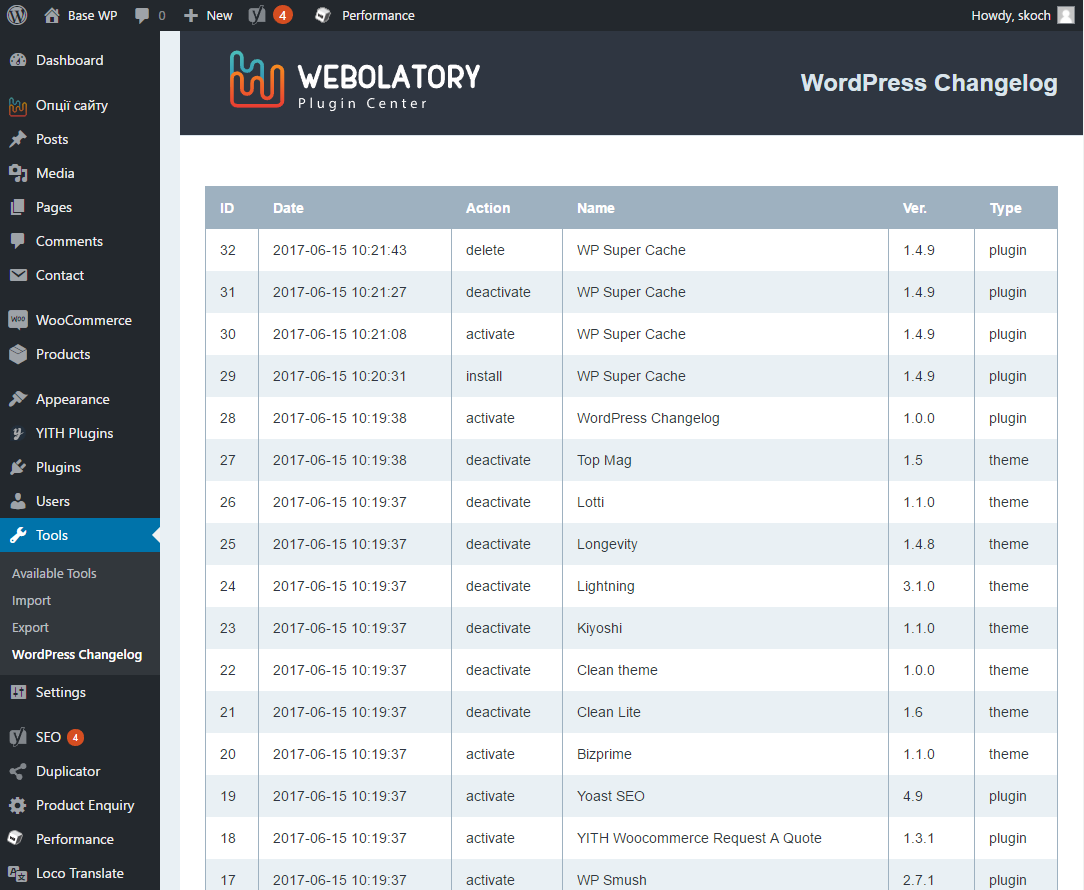 Base WP 0 New 4 Performance Howdy, skoch
Dashboard
Опції сайту
Posts
Media
Pages
Comments
Contact
WOO WooCommerce
Products
Appearance
YITH Plugins
Plugins
Users
Tools
Available Tools
Import
Export
WordPress Changelog
Settings
SEO 4
Duplicator
Product Enquiry
Performance
Loco Translate
WEBOLATORY
Plugin Center
WordPress Changelog
ID Date Action Name Ver. Type
32 2017-06-15 10:21:43 delete WP Super Cache 1.4.9 plugin
31 2017-06-15 10:21:27 deactivate WP Super Cache 1.4.9 plugin
30 2017-06-15 10:21:08 activate WP Super Cache 1.4.9 plugin
29 2017-06-15 10:20:31 install WP Super Cache 1.4.9 plugin
28 2017-06-15 10:19:38 activate WordPress Changelog 1.0.0 plugin
27 2017-06-15 10:19:38 deactivate Top Mag 1.5 theme
26 2017-06-15 10:19:37 deactivate Lotti 1.1.0 theme
25 2017-06-15 10:19:37 deactivate Longevity 1.4.8 theme
24 2017-06-15 10:19:37 deactivate Lightning 3.1.0 theme
23 2017-06-15 10:19:37 deactivate Kiyoshi 1.1.0 theme
22 2017-06-15 10:19:37 deactivate Clean theme 1.0.0 theme
21 2017-06-15 10:19:37 deactivate Clean Lite 1.6 theme
20 2017-06-15 10:19:37 activate Bizprime 1.1.0 theme
19 2017-06-15 10:19:37 activate Yoast SEO 4.9 plugin
18 2017-06-15 10:19:37 activate YITH Woocommerce Request A Quote 1.3.1 plugin
17 2017-06-15 10:19:37 activate WP Smush 2.7.1 plugin